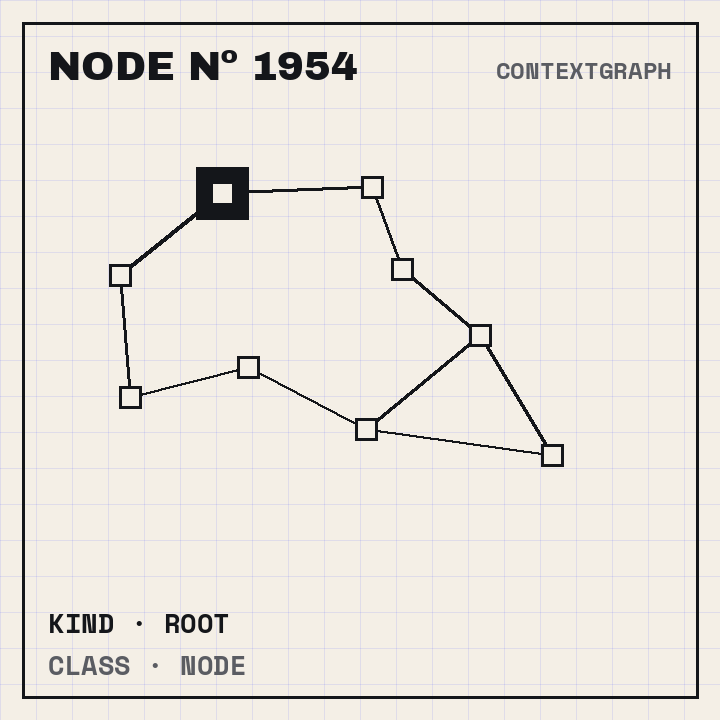 NODE Nº 1954
CONTEXTGRAPH
KIND · ROOT
CLASS · NODE